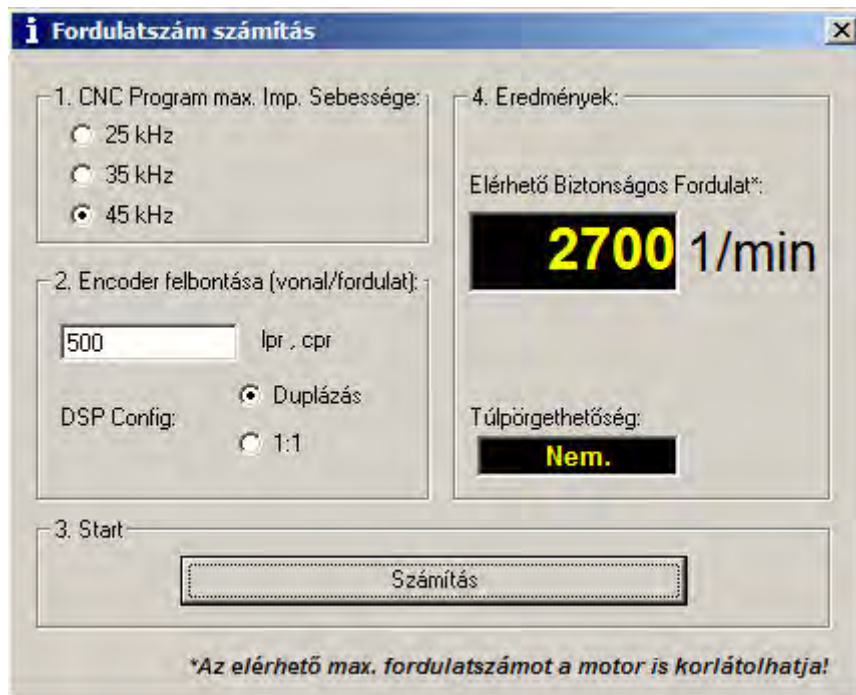 Fordulatszám számítás
1. CNC Program max. Imp. Sebessége:
25 kHz
35 kHz
45 kHz
2. Encoder felbontása (vonal/fordulat):
500 lpr , cpr
DSP Config:
Duplázás
1:1
4. Eredmények:
Elérhető Biztonságos Fordulat*:
2700 1/min
Túlpörgethetőség:
Nem.
3. Start
Számítás
*Az elérhető max. fordulatszámot a motor is korlátolhatja!